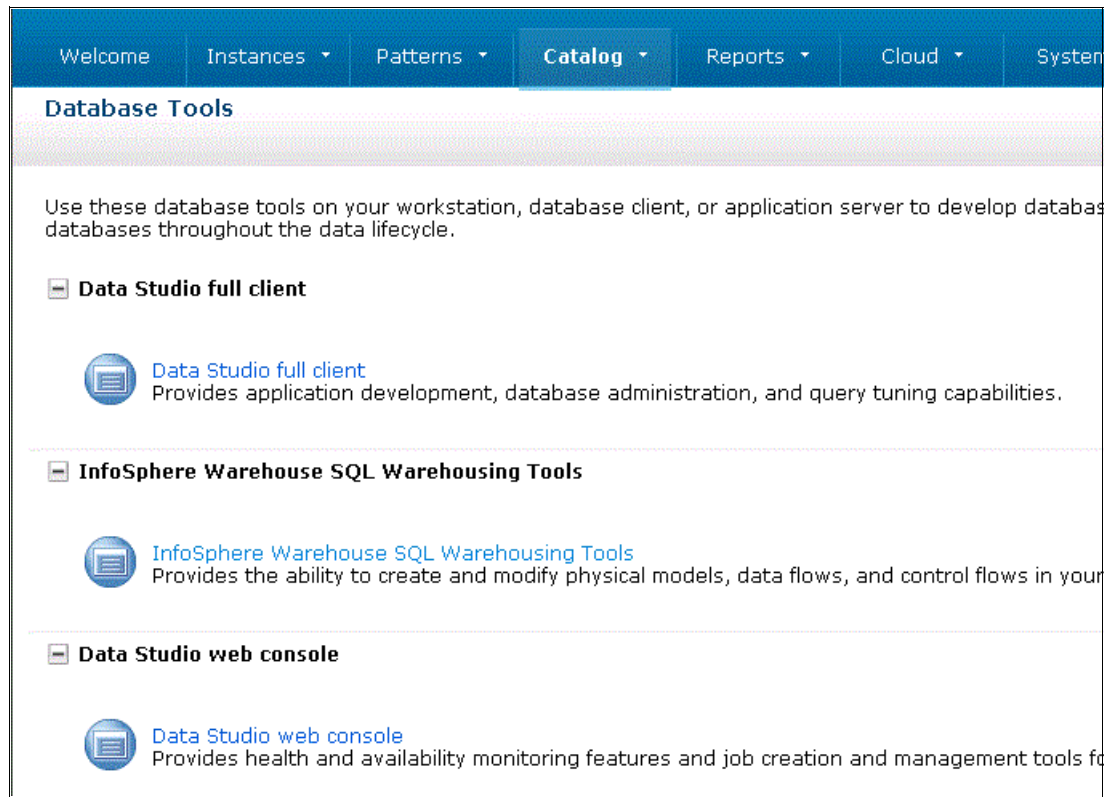 Welcome Instances Patterns Catalog Reports Cloud System
Database Tools
Use these database tools on your workstation, database client, or application server to develop databas
databases throughout the data lifecycle.
Data Studio full client
Data Studio full client
Provides application development, database administration, and query tuning capabilities.
InfoSphere Warehouse SQL Warehousing Tools
InfoSphere Warehouse SQL Warehousing Tools
Provides the ability to create and modify physical models, data flows, and control flows in your
Data Studio web console
Data Studio web console
Provides health and availability monitoring features and job creation and management tools fo